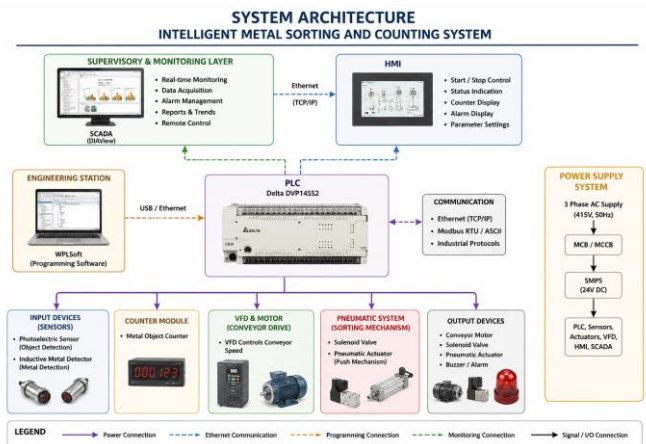 SYSTEM ARCHITECTURE
INTELLIGENT METAL SORTING AND COUNTING SYSTEM
SUPERVISORY & MONITORING LAYER
• Real-time Monitoring
• Data Acquisition
• Alarm Management
• Reports & Trends
• Remote Control
SCADA
(DIAView)
Ethernet
(TCP/IP)
HMI
• Start / Stop Control
• Status Indication
• Counter Display
• Alarm Display
• Parameter Settings
ENGINEERING STATION
WPLSoft
(Programming Software)
USB / Ethernet
PLC
Delta DVP14SS2
COMMUNICATION
• Ethernet (TCP/IP)
• Modbus RTU / ASCII
• Industrial Protocols
POWER SUPPLY
SYSTEM
3 Phase AC Supply
(415V, 50Hz)
MCB / MCCB
SMPS
(24V DC)
PLC, Sensors,
Actuators, VFD,
HMI, SCADA
INPUT DEVICES
(SENSORS)
• Photoelectric Sensor
(Object Detection)
• Inductive Metal Detector
(Metal Detection)
COUNTER MODULE
• Metal Object Counter
000123
VFD & MOTOR
(CONVEYOR DRIVE)
• VFD Controls Conveyor
Speed
PNEUMATIC SYSTEM
(SORTING MECHANISM)
• Solenoid Valve
• Pneumatic Actuator
(Push Mechanism)
OUTPUT DEVICES
• Conveyor Motor
• Solenoid Valve
• Pneumatic Actuator
• Buzzer / Alarm
LEGEND
Power Connection
Ethernet Communication
Programming Connection
Monitoring Connection
Signal / I/O Connection